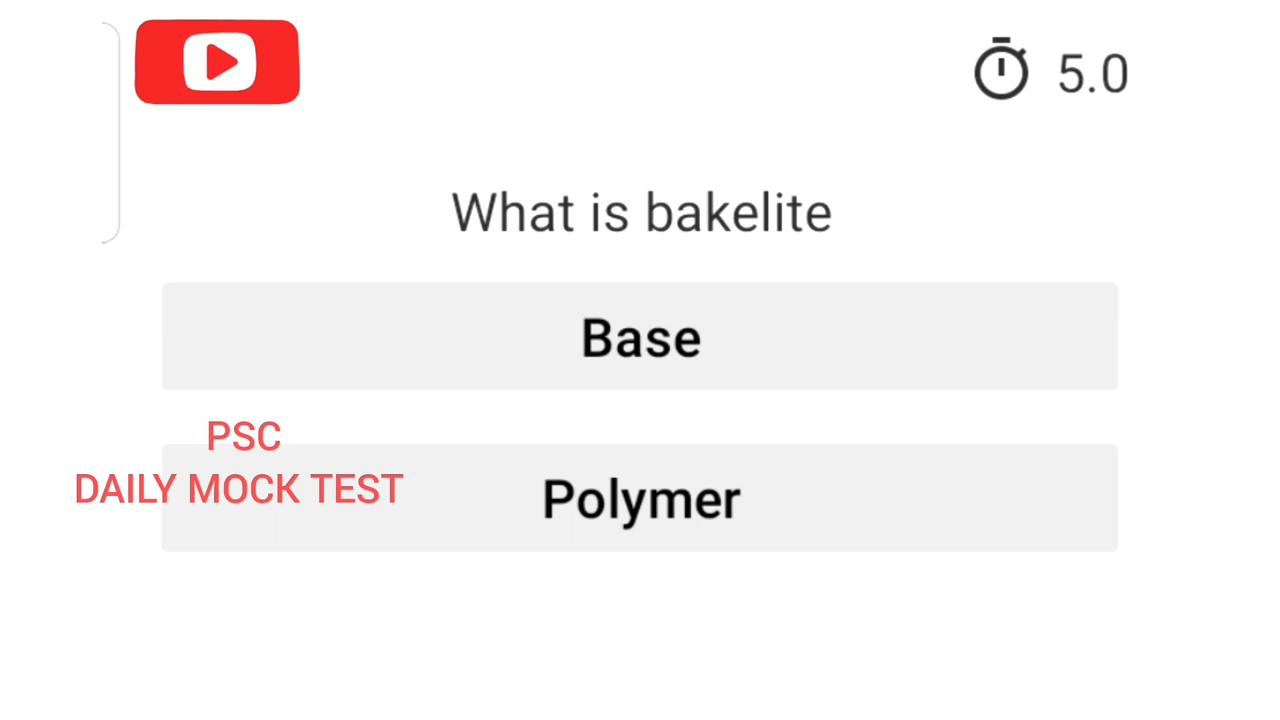 5.0
What is bakelite
Base
PSC
DAILY MOCK TEST
Polymer